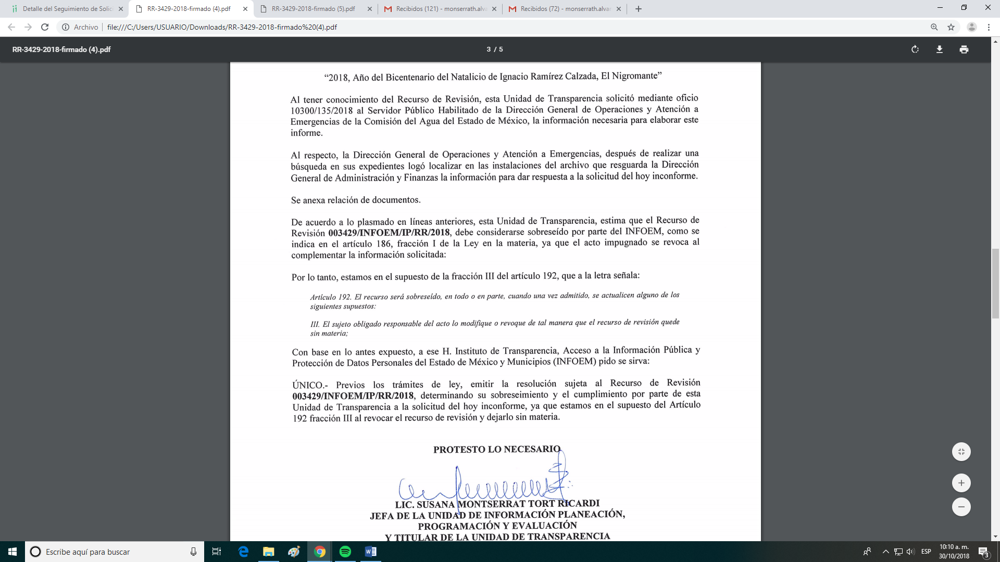 Detalle del Seguimiento de Solici
RR-3429-2018-firmado (4).pdf
RR-3429-2018-firmado (5).pdf
Recibidos (121) - monserrath.alva
Recibidos (72) - monserrath.alvar
Archivo
file:///C:/Users/USUARIO/Downloads/RR-3429-2018-firmado%20(4).pdf
RR-3429-2018-firmado (4).pdf
3 / 5
“2018, Año del Bicentenario del Natalicio de Ignacio Ramírez Calzada, El Nigromante”
Al tener conocimiento del Recurso de Revisión, esta Unidad de Transparencia solicitó mediante oficio
10300/135/2018 al Servidor Público Habilitado de la Dirección General de Operaciones y Atención a
Emergencias de la Comisión del Agua del Estado de México, la información necesaria para elaborar este
informe.
Al respecto, la Dirección General de Operaciones y Atención a Emergencias, después de realizar una
búsqueda en sus expedientes logó localizar en las instalaciones del archivo que resguarda la Dirección
General de Administración y Finanzas la información para dar respuesta a la solicitud del hoy inconforme.
Se anexa relación de documentos.
De acuerdo a lo plasmado en líneas anteriores, esta Unidad de Transparencia, estima que el Recurso de
Revisión 003429/INFOEM/IP/RR/2018, debe considerarse sobreseído por parte del INFOEM, como se
indica en el artículo 186, fracción I de la Ley en la materia, ya que el acto impugnado se revoca al
complementar la información solicitada:
Por lo tanto, estamos en el supuesto de la fracción III del artículo 192, que a la letra señala:
Artículo 192. El recurso será sobreseído, en todo o en parte, cuando una vez admitido, se actualicen alguno de los
siguientes supuestos:
III. El sujeto obligado responsable del acto lo modifique o revoque de tal manera que el recurso de revisión quede
sin materia;
Con base en lo antes expuesto, a ese H. Instituto de Transparencia, Acceso a la Información Pública y
Protección de Datos Personales del Estado de México y Municipios (INFOEM) pido se sirva:
ÚNICO.- Previos los trámites de ley, emitir la resolución sujeta al Recurso de Revisión
003429/INFOEM/IP/RR/2018, determinando su sobreseimiento y el cumplimiento por parte de esta
Unidad de Transparencia a la solicitud del hoy inconforme, ya que estamos en el supuesto del Artículo
192 fracción III al revocar el recurso de revisión y dejarlo sin materia.
PROTESTO LO NECESARIO
LIC. SUSANA MONTSERRAT TORT RICARDI
JEFA DE LA UNIDAD DE INFORMACIÓN PLANEACIÓN,
PROGRAMACIÓN Y EVALUACIÓN
Y TITULAR DE LA UNIDAD DE TRANSPARENCIA
Escribe aquí para buscar
ESP
10:10 a. m.
30/10/2018
3